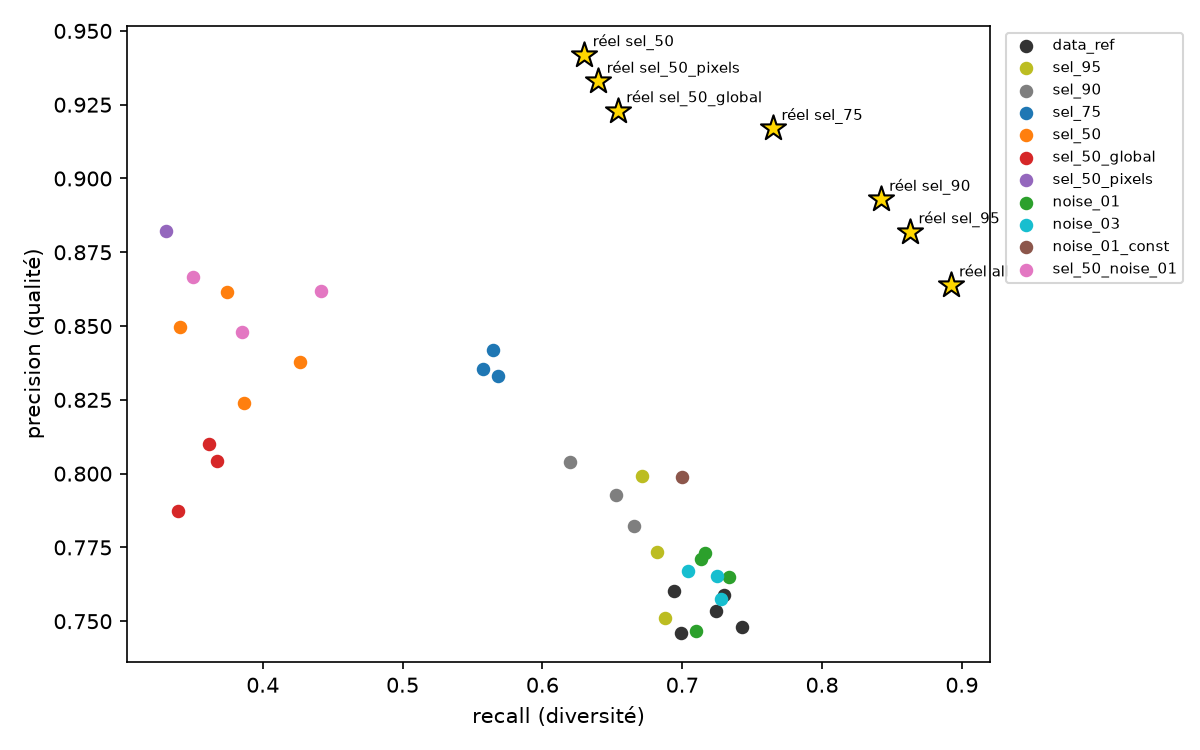 precision (qualité)
0.950
0.925
0.900
0.875
0.850
0.825
0.800
0.775
0.750
0.4
0.5
0.6
0.7
0.8
0.9
recall (diversité)
réel sel_50
réel sel_50_pixels
réel sel_50_global
réel sel_75
réel sel_90
réel sel_95
réel al
data_ref
sel_95
sel_90
sel_75
sel_50
sel_50_global
sel_50_pixels
noise_01
noise_03
noise_01_const
sel_50_noise_01